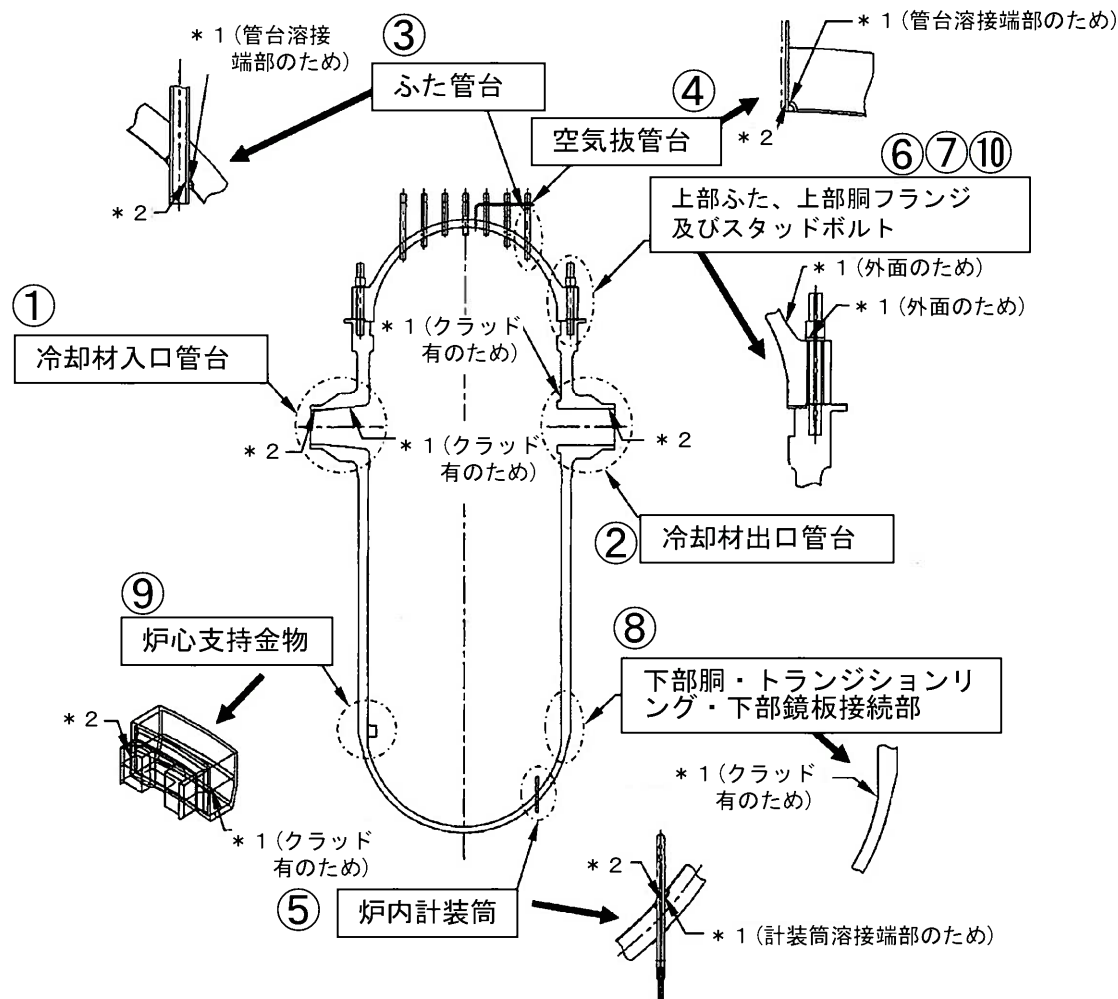 ＊１(管台溶接
端部のため)
③
ふた管台
＊２
＊１(管台溶接端部のため)
④
空気抜管台
＊２
⑥⑦⑩
上部ふた、上部胴フランジ
及びスタッドボルト
＊１(外面のため)
＊１(外面のため)
①
冷却材入口管台
＊１(クラッド
有のため)
＊２
＊１(クラッド
有のため)
＊２
②
冷却材出口管台
⑨
炉心支持金物
＊２
＊１(クラッド
有のため)
⑧
下部胴・トランジションリ
ング・下部鏡板接続部
＊１(クラッド
有のため)
⑤
炉内計装筒
＊２
＊１(計装筒溶接端部のため)